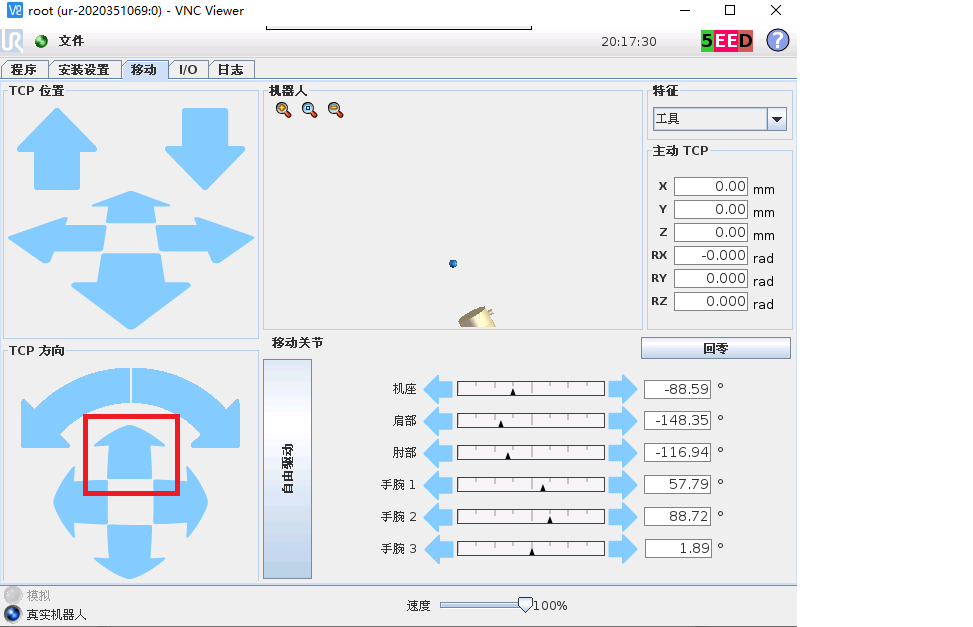 root (ur-2020351069:0) - VNC Viewer
文件
20:17:30
5EED
?
程序 安装设置 移动 I/O 日志
TCP 位置
机器人
特征
工具
主动 TCP
X 0.00 mm
Y 0.00 mm
Z 0.00 mm
RX -0.000 rad
RY 0.000 rad
RZ 0.000 rad
TCP 方向
移动关节
回零
自由驱动
机座 -88.59 °
肩部 -148.35 °
肘部 -116.94 °
手腕 1 57.79 °
手腕 2 88.72 °
手腕 3 1.89 °
模拟
真实机器人
速度 100%